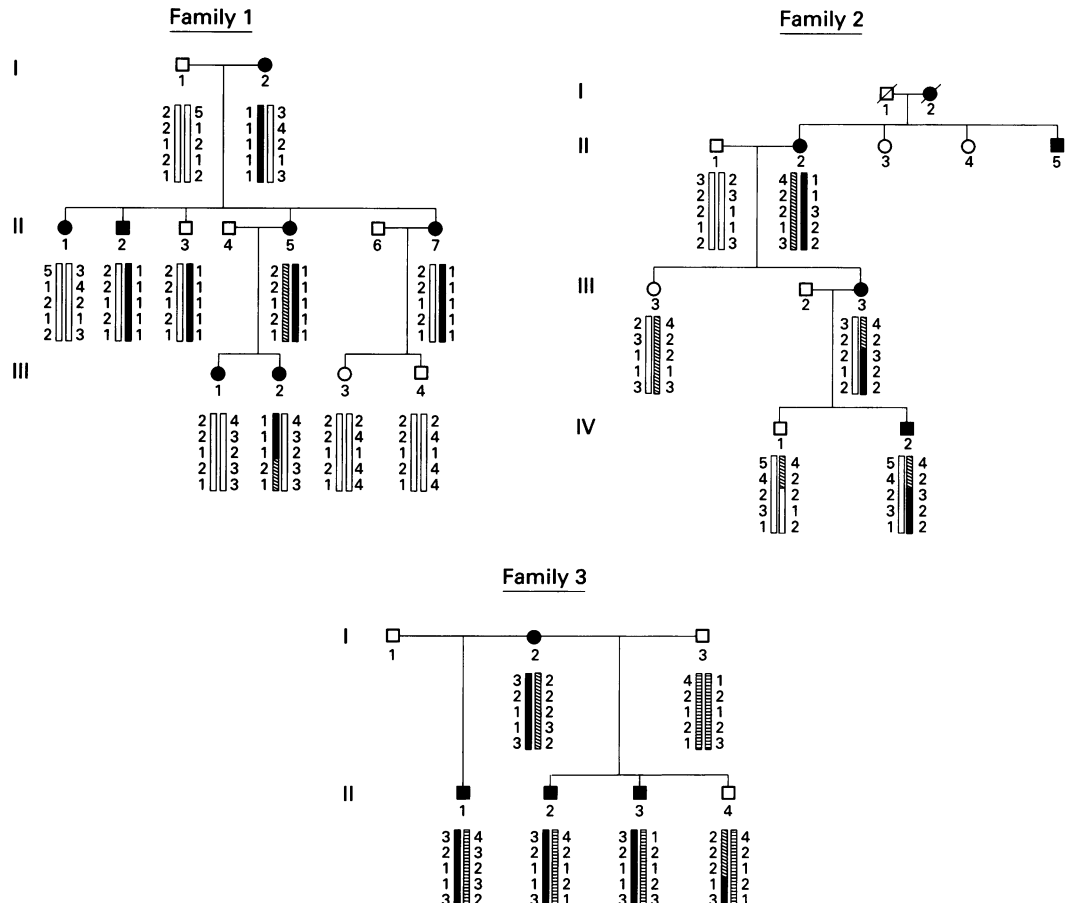 Family 1
I
1 2
2 5 1 3
2 1 1 4
1 2 1 2
2 1 1 1
1 2 1 3
II
1 2 3 4 5 6 7
5 3 2 1 2 1 2 1 2 1
1 4 2 1 2 1 2 1 2 1
2 2 1 1 1 1 1 1 1 1
1 1 2 1 2 1 2 1 2 1
2 3 1 1 1 1 1 1 1 1
III
1 2 3 4
2 4 1 4 2 2 2 2
2 3 1 3 2 4 2 4
1 2 1 2 1 1 1 1
2 3 2 3 2 4 2 4
1 3 1 3 1 4 1 4
Family 2
I
1 2
II
1 2 3 4 5
3 2 4 1
2 3 2 1
2 1 2 3
1 1 1 2
2 3 3 2
III
3 2 3
2 4 3 4
3 2 2 2
1 2 2 3
1 1 1 2
3 3 2 2
IV
1 2
5 4 5 4
4 2 4 2
2 2 2 3
3 1 3 2
1 2 1 2
Family 3
I
1 2 3
3 2 4 1
2 2 2 2
1 2 1 1
1 3 2 2
3 2 1 3
II
1 2 3 4
3 4 3 4 3 1 2 4
2 3 2 2 2 2 2 2
1 2 1 1 1 1 2 1
1 3 1 2 1 2 1 2
3 2 3 1 3 3 3 1